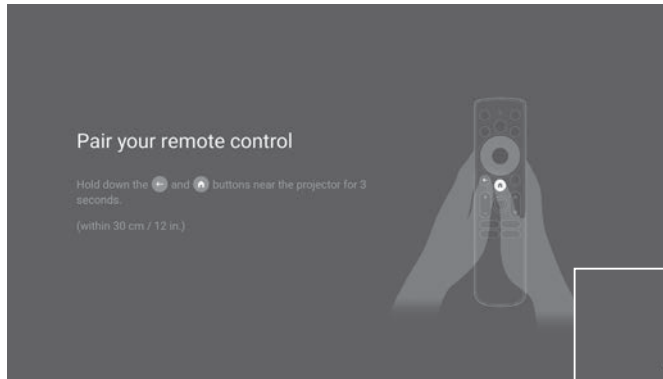 Pair your remote control
Hold down the ← and buttons near the projector for 3
seconds.
(within 30 cm / 12 in.)